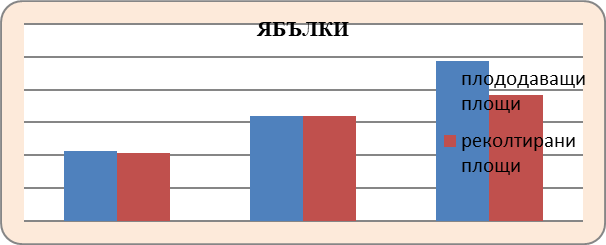 ЯБЪЛКИ
плододаващи
площи
реколтирани
площи